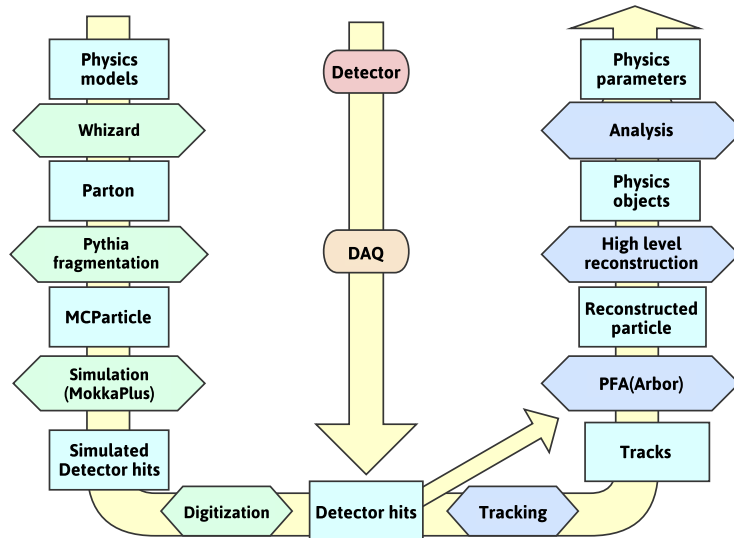 Physics
models
Whizard
Parton
Pythia
fragmentation
MCParticle
Simulation
(MokkaPlus)
Simulated
Detector hits
Digitization
Detector
DAQ
Detector hits
Tracking
Tracks
PFA(Arbor)
Reconstructed
particle
High level
reconstruction
Physics
objects
Analysis
Physics
parameters